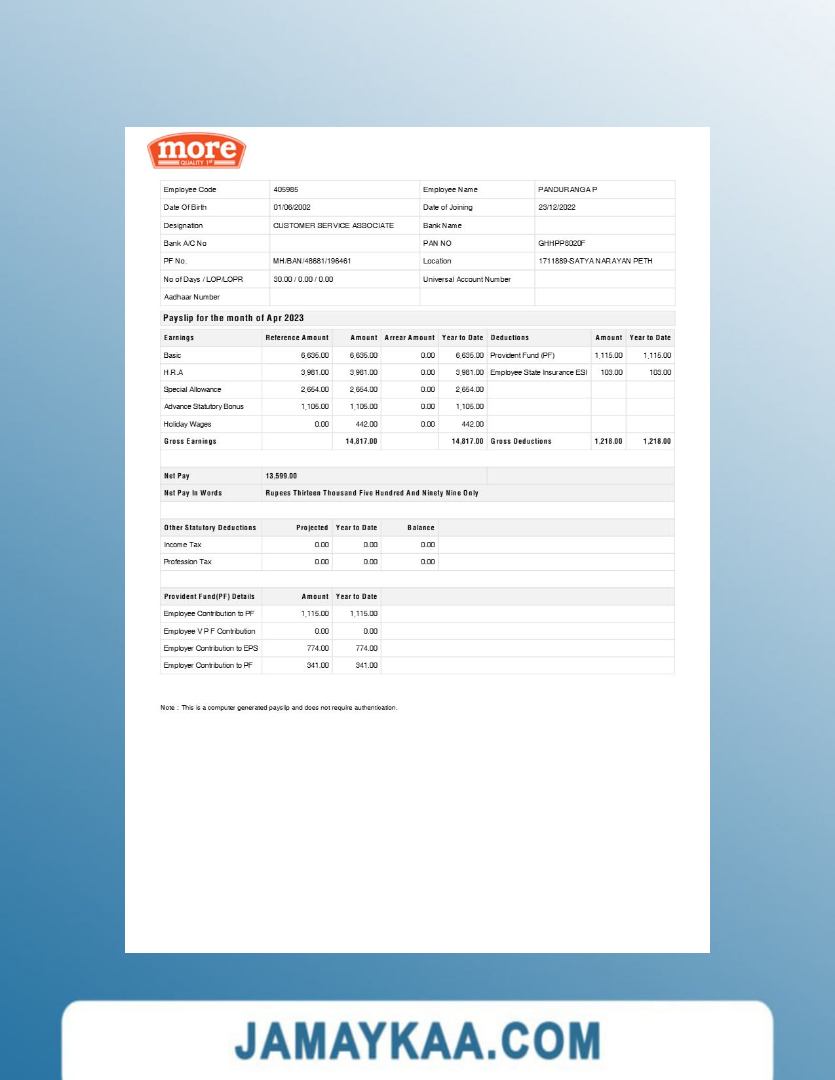 more
QUALITY 1ST
Employee Code 405985 Employee Name PANDURANGA P
Date Of Birth 01/06/2002 Date of Joining 23/12/2022
Designation CUSTOMER SERVICE ASSOCIATE Bank Name
Bank A/C No PAN NO GHHPP6020F
PF No. MH/BAN/48681/196461 Location 1711889-SATYA NARAYAN PETH
No of Days / LOP/LOPR 30.00 / 0.00 / 0.00 Universal Account Number
Aadhaar Number
Payslip for the month of Apr 2023
Earnings Reference Amount Amount Arrear Amount Year to Date Deductions Amount Year to Date
Basic 6,635.00 6,635.00 0.00 6,635.00 Provident Fund (PF) 1,115.00 1,115.00
H.R.A 3,981.00 3,981.00 0.00 3,981.00 Employee State Insurance ESI 103.00 103.00
Special Allowance 2,654.00 2,654.00 0.00 2,654.00
Advance Statutory Bonus 1,105.00 1,105.00 0.00 1,105.00
Holiday Wages 0.00 442.00 0.00 442.00
Gross Earnings 14,817.00 14,817.00 Gross Deductions 1,218.00 1,218.00
Net Pay 13,599.00
Net Pay In Words Rupees Thirteen Thousand Five Hundred And Ninety Nine Only
Other Statutory Deductions Projected Year to Date Balance
Income Tax 0.00 0.00 0.00
Profession Tax 0.00 0.00 0.00
Provident Fund(PF) Details Amount Year to Date
Employee Contribution to PF 1,115.00 1,115.00
Employee V P F Contribution 0.00 0.00
Employer Contribution to EPS 774.00 774.00
Employer Contribution to PF 341.00 341.00
Note : This is a computer generated payslip and does not require authentication.
JAMAYKAA.COM